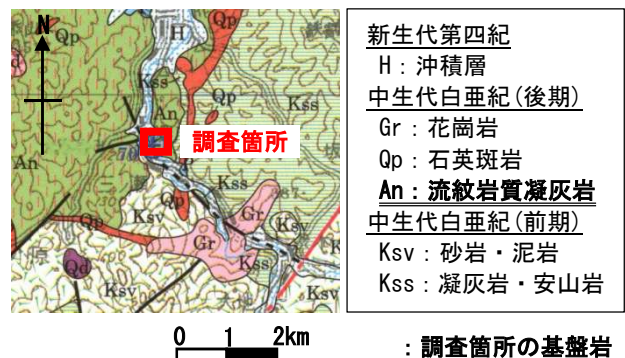 N
Qp
H
Qp
Kss
Kss
An
調査箇所
An
Kss
Qp
Ksv
Gr
Ksv
Qp
Gr
Kss
Qd
Ksv
Ksv
0 1 2km
新生代第四紀
H：沖積層
中生代白亜紀(後期)
Gr：花崗岩
Qp：石英斑岩
An：流紋岩質凝灰岩
中生代白亜紀(前期)
Ksv：砂岩・泥岩
Kss：凝灰岩・安山岩
：調査箇所の基盤岩